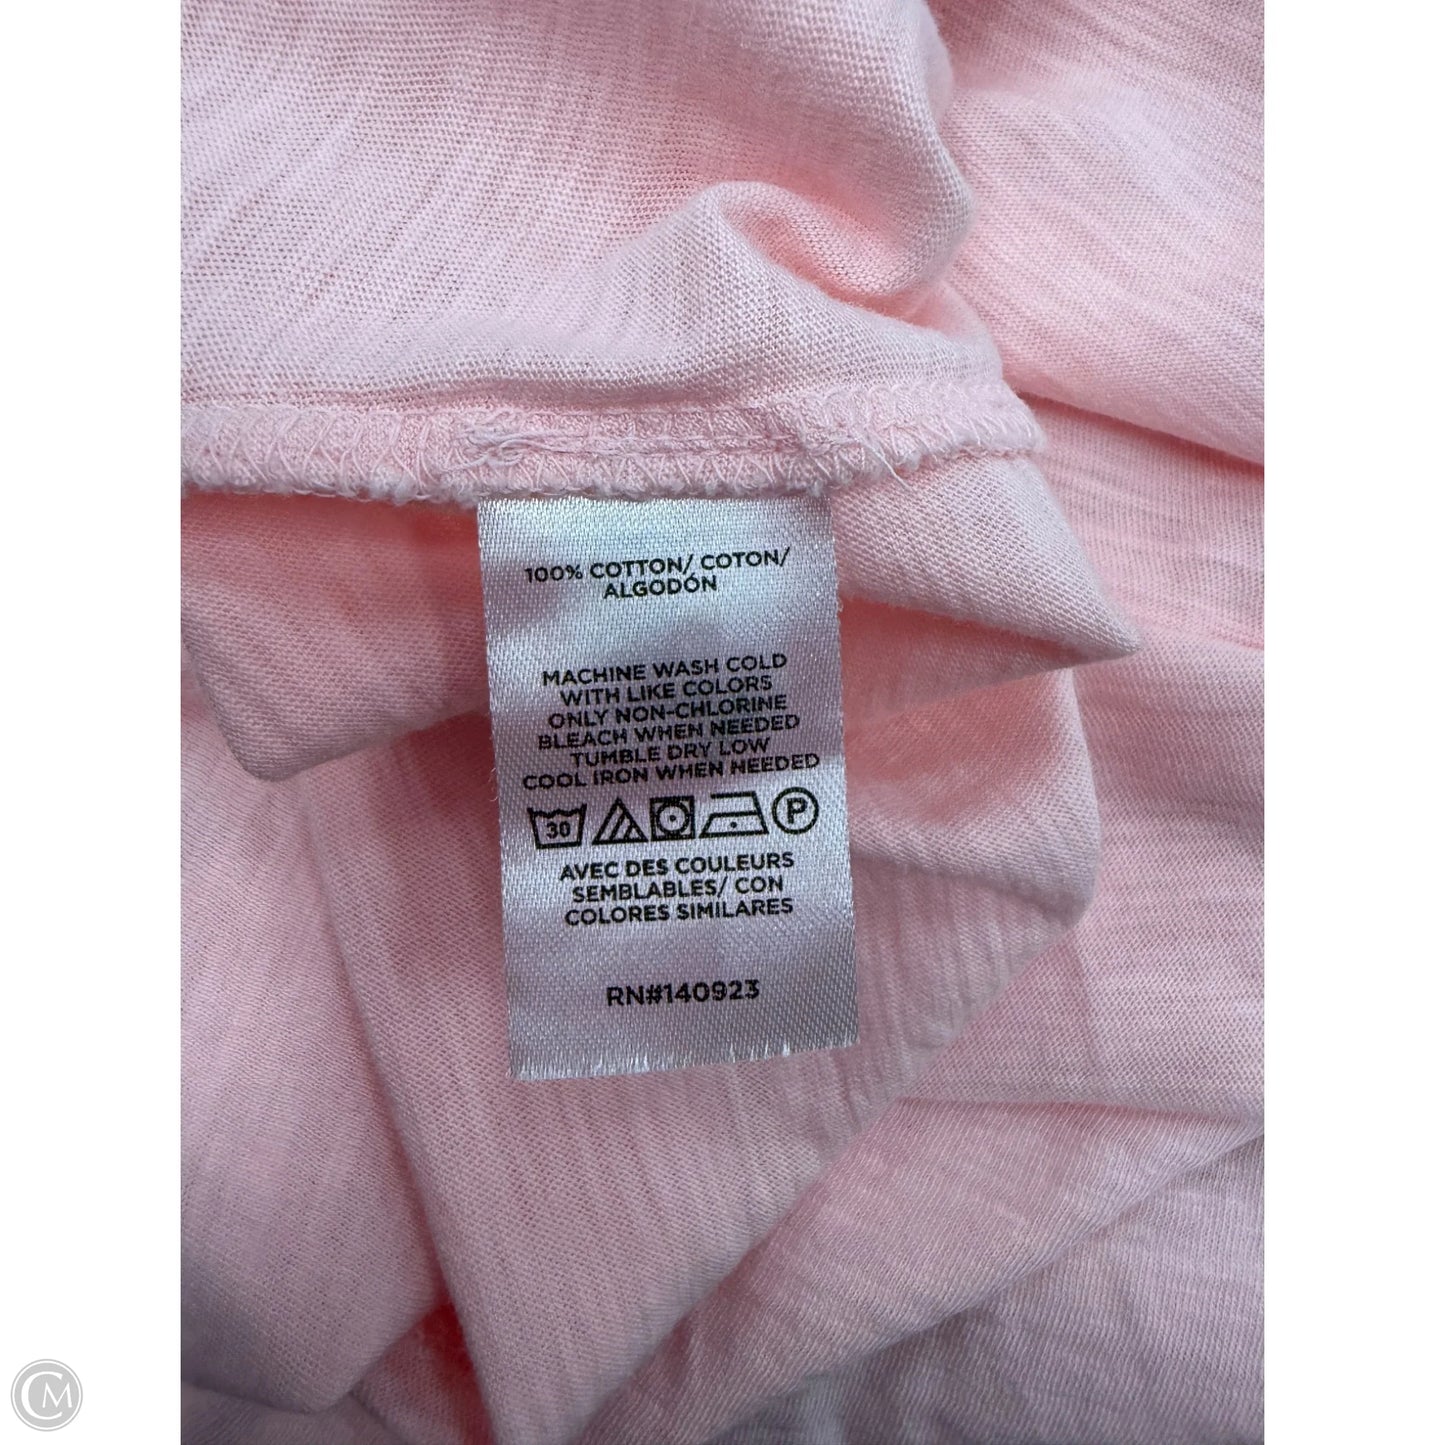 100% COTTON/ COTON/
ALGODÓN
MACHINE WASH COLD
WITH LIKE COLORS
ONLY NON-CHLORINE
BLEACH WHEN NEEDED
TUMBLE DRY LOW
COOL IRON WHEN NEEDED
30 P
AVEC DES COULEURS
SEMBLABLES/ CON
COLORES SIMILARES
RN#140923
CM